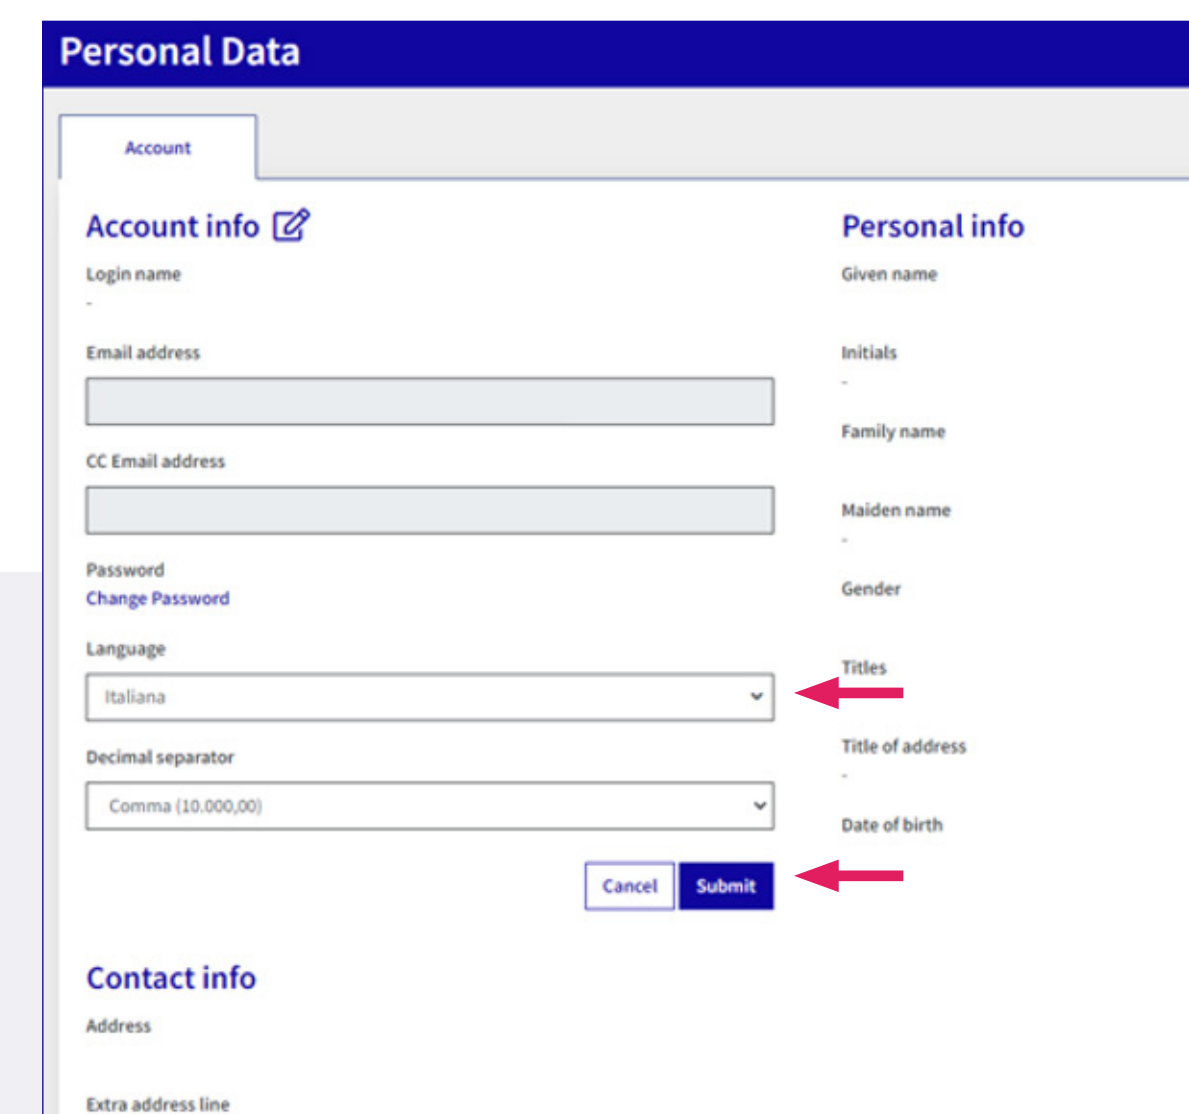 Personal Data
Account
Account info
Login name
-
Email address
CC Email address
Password
Change Password
Language
Italiana
Decimal separator
Comma (10.000,00)
Cancel
Submit
Contact info
Address
Extra address line
Personal info
Given name
Initials
-
Family name
Maiden name
-
Gender
Titles
Title of address
-
Date of birth